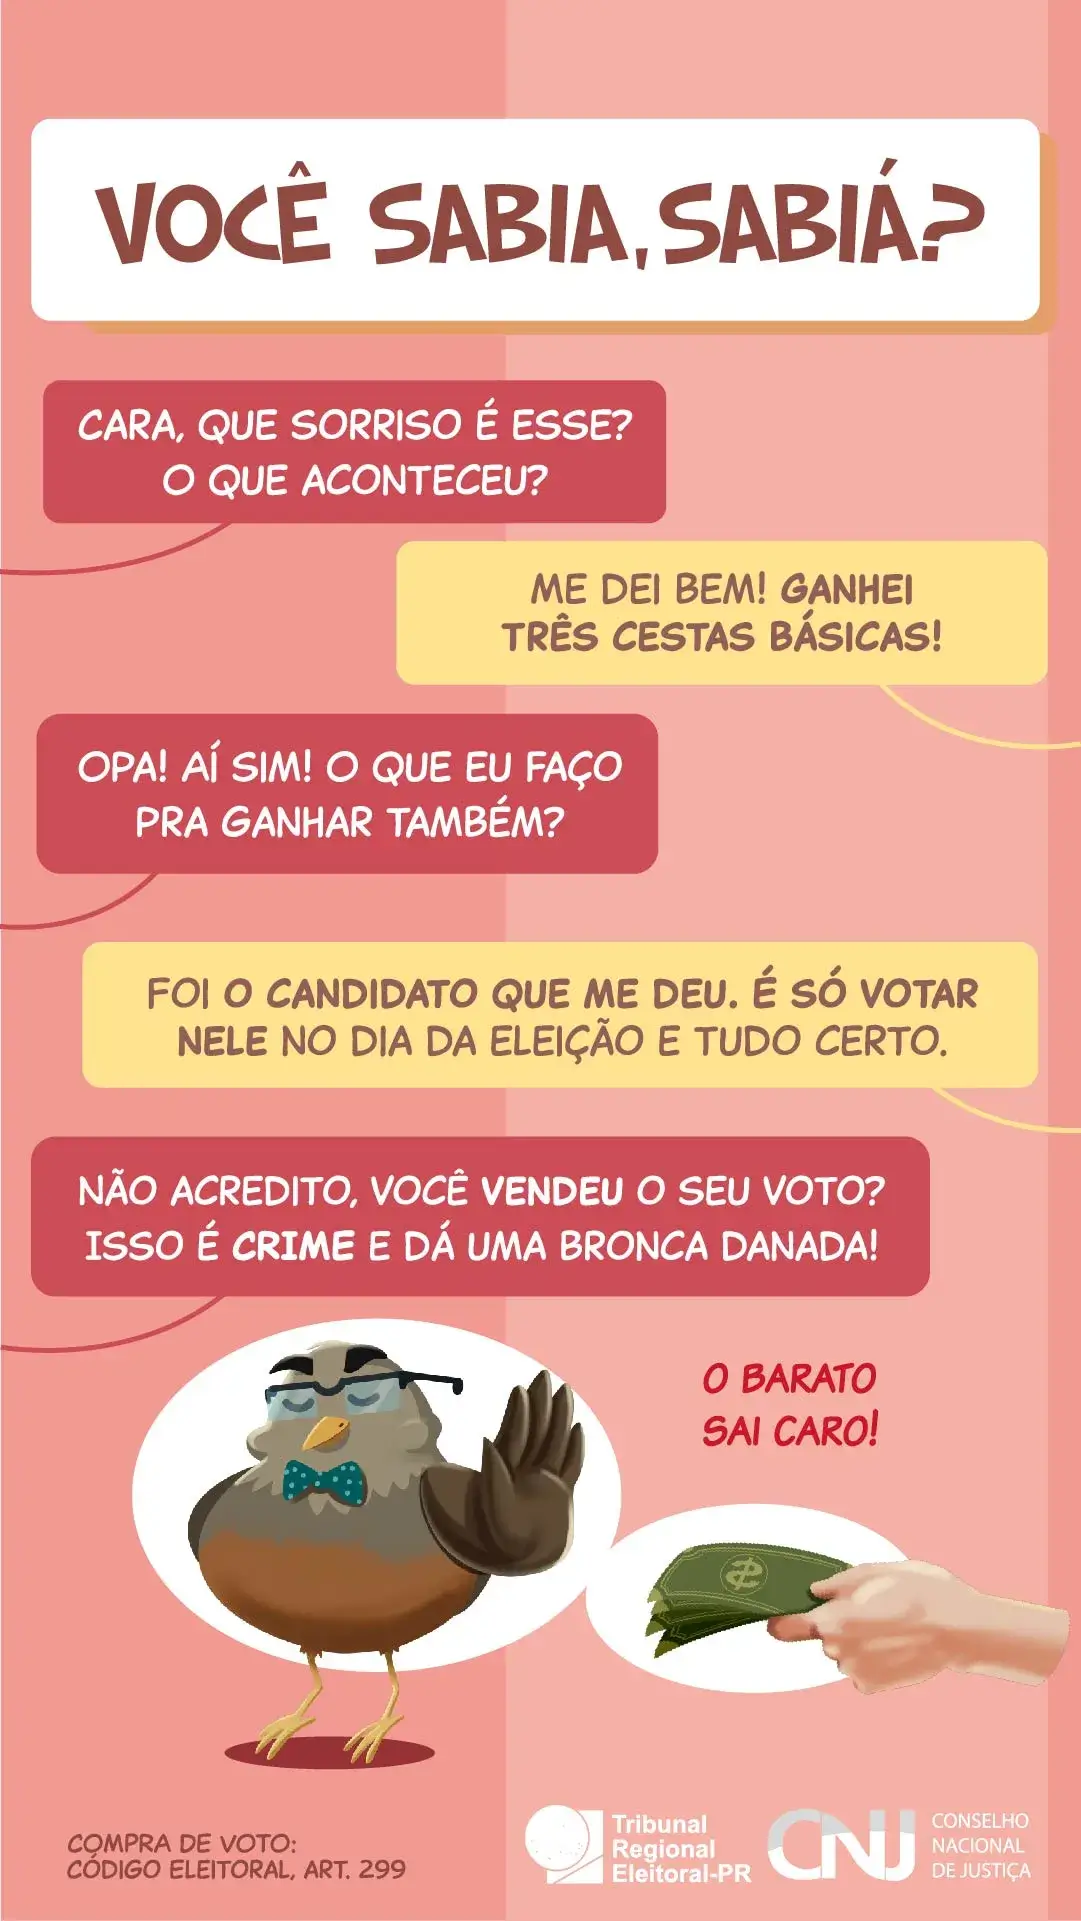 VOCÊ SABIA, SABIÁ?
CARA, QUE SORRISO É ESSE?
O QUE ACONTECEU?
ME DEI BEM! GANHEI
TRÊS CESTAS BÁSICAS!
OPA! AÍ SIM! O QUE EU FAÇO
PRA GANHAR TAMBÉM?
FOI O CANDIDATO QUE ME DEU. É SÓ VOTAR
NELE NO DIA DA ELEIÇÃO E TUDO CERTO.
NÃO ACREDITO, VOCÊ VENDEU O SEU VOTO?
ISSO É CRIME E DÁ UMA BRONCA DANADA!
O BARATO
SAI CARO!
COMPRA DE VOTO:
CÓDIGO ELEITORAL, ART. 299
Tribunal
Regional
Eleitoral-PR
CNJ
CONSELHO
NACIONAL
DE JUSTIÇA